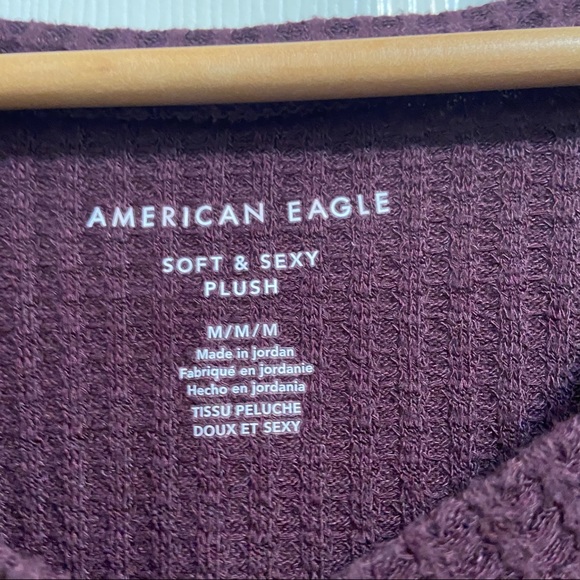 AMERICAN EAGLE
SOFT & SEXY
PLUSH
M/M/M
Made in jordan
Fabriqué en jordanie
Hecho en jordania
TISSU PELUCHE
DOUX ET SEXY